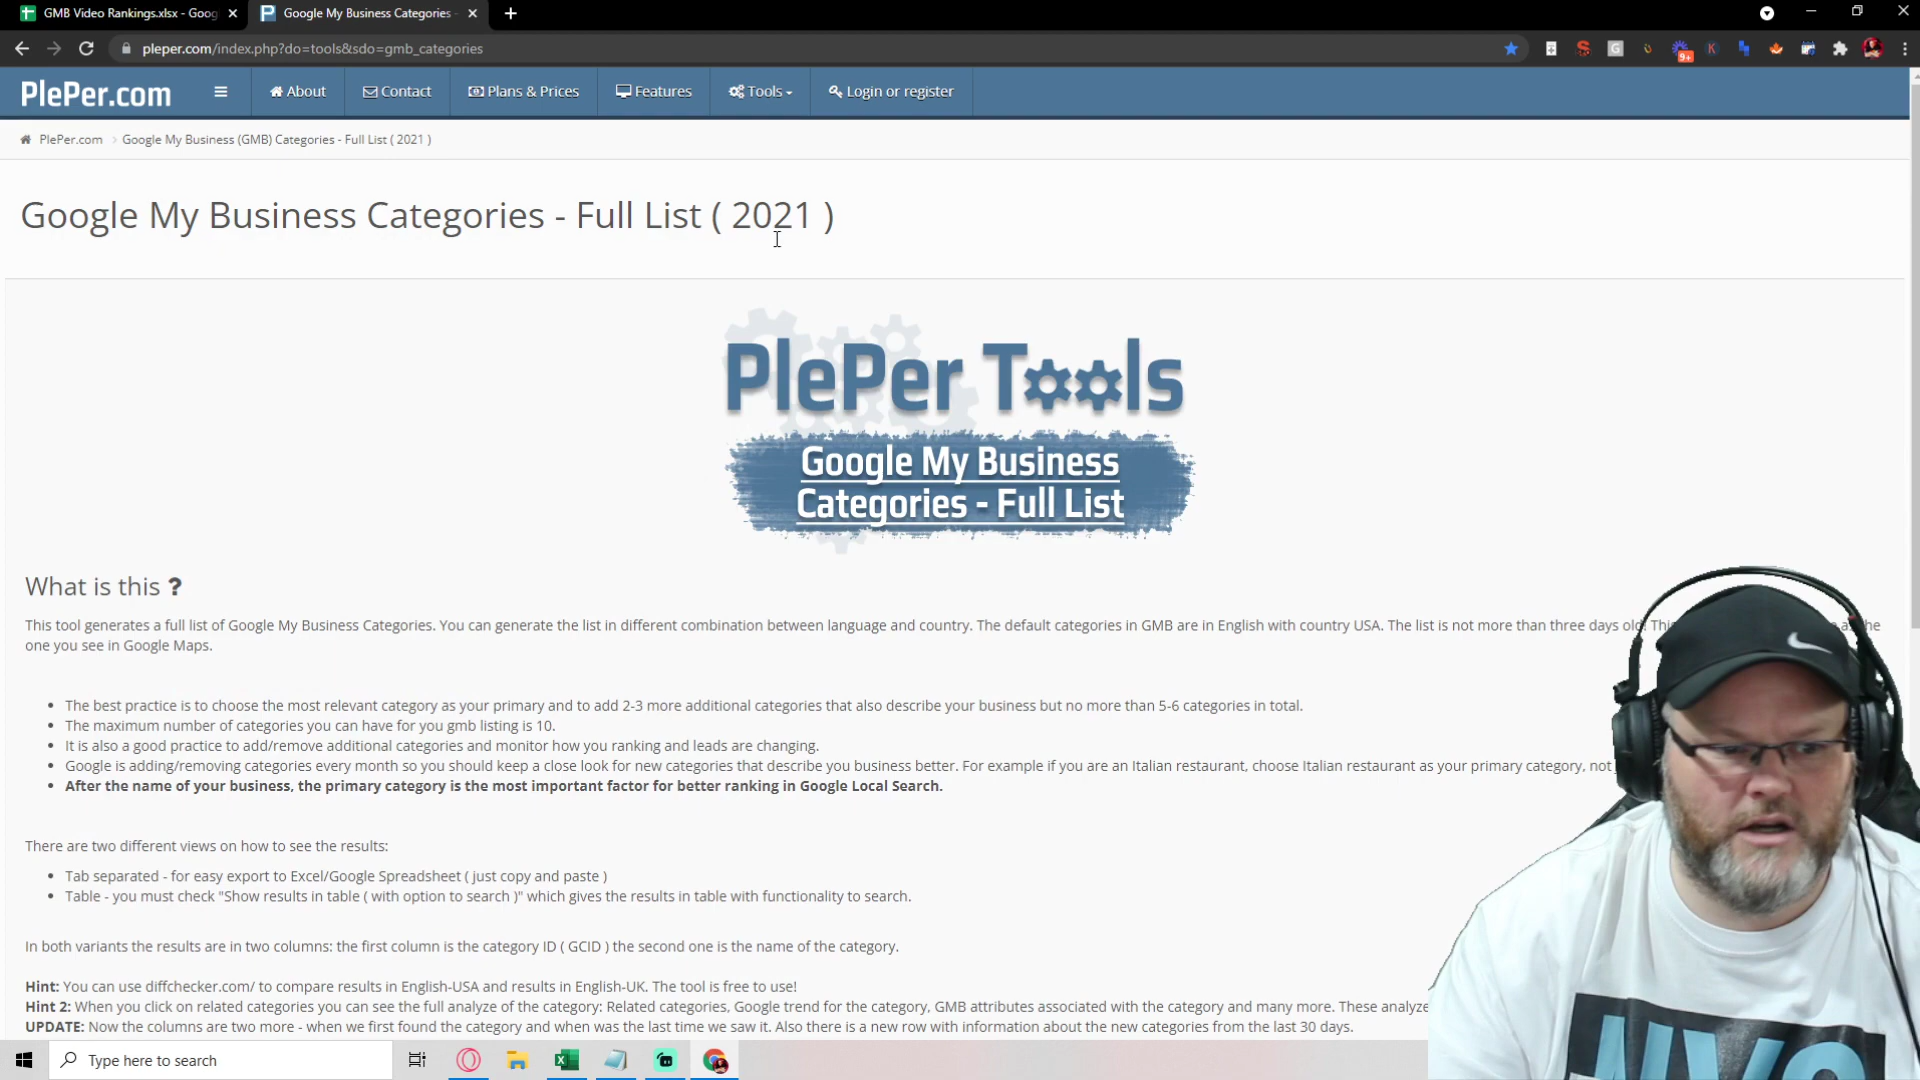 GMB Video Rankings.xlsx - Goog
Google My Business Categories -
pleper.com/index.php?do=tools&sdo=gmb_categories
9+
PlePer.com
About
Contact
Plans & Prices
Features
Tools
Login or register
PlePer.com
Google My Business (GMB) Categories - Full List ( 2021 )
Google My Business Categories - Full List ( 2021 )
PlePer Tools
Google My Business
Categories - Full List
What is this ?
This tool generates a full list of Google My Business Categories. You can generate the list in different combination between language and country. The default categories in GMB are in English with country USA. The list is not more than three days old! the
one you see in Google Maps.
The best practice is to choose the most relevant category as your primary and to add 2-3 more additional categories that also describe your business but no more than 5-6 categories in total.
The maximum number of categories you can have for you gmb listing is 10.
It is also a good practice to add/remove additional categories and monitor how you ranking and leads are changing.
Google is adding/removing categories every month so you should keep a close look for new categories that describe you business better. For example if you are an Italian restaurant, choose Italian restaurant as your primary category, not
After the name of your business, the primary category is the most important factor for better ranking in Google Local Search.
There are two different views on how to see the results:
Tab separated - for easy export to Excel/Google Spreadsheet ( just copy and paste )
Table - you must check "Show results in table ( with option to search )" which gives the results in table with functionality to search.
In both variants the results are in two columns: the first column is the category ID ( GCID ) the second one is the name of the category.
Hint: You can use diffchecker.com/ to compare results in English-USA and results in English-UK. The tool is free to use!
Hint 2: When you click on related categories you can see the full analyze of the category: Related categories, Google trend for the category, GMB attributes associated with the category and many more. These analyze
UPDATE: Now the columns are two more - when we first found the category and when was the last time we saw it. Also there is a new row with information about the new categories from the last 30 days.
Type here to search